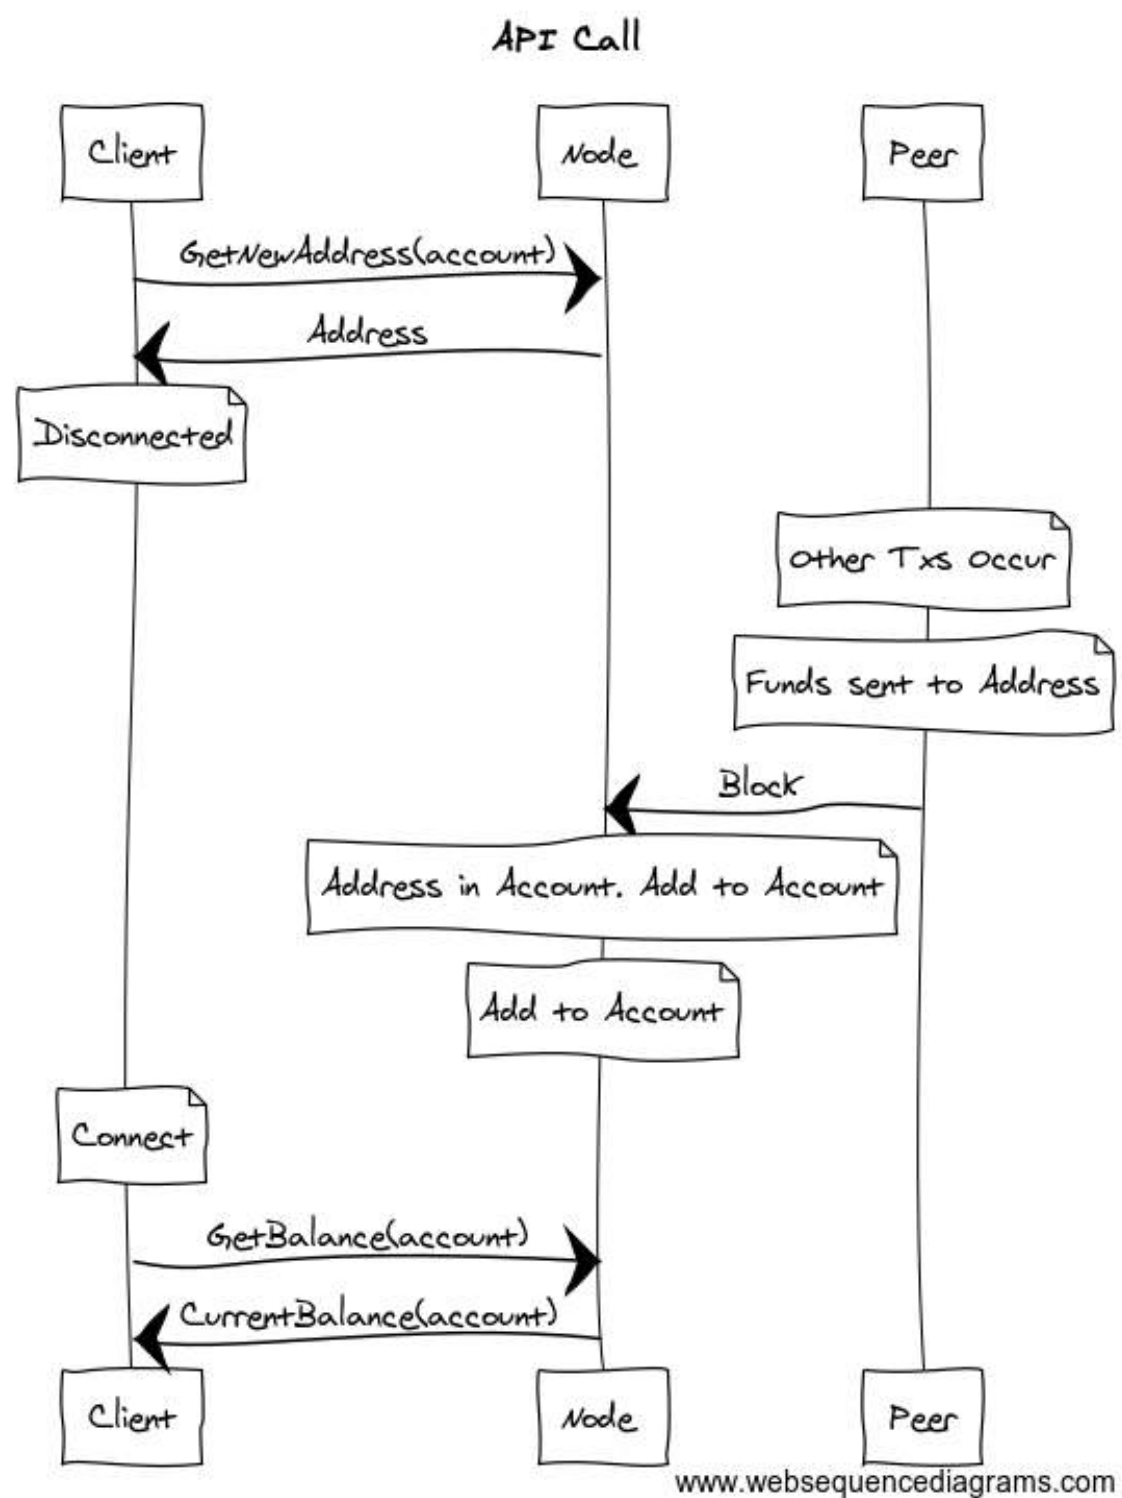 API Call
Client
Node
Peer
GetNewAddress(account)
Address
Disconnected
Other Txs Occur
Funds sent to Address
Block
Address in Account. Add to Account
Add to Account
Connect
GetBalance(account)
CurrentBalance(account)
Client
Node
Peer
www.websequencediagrams.com